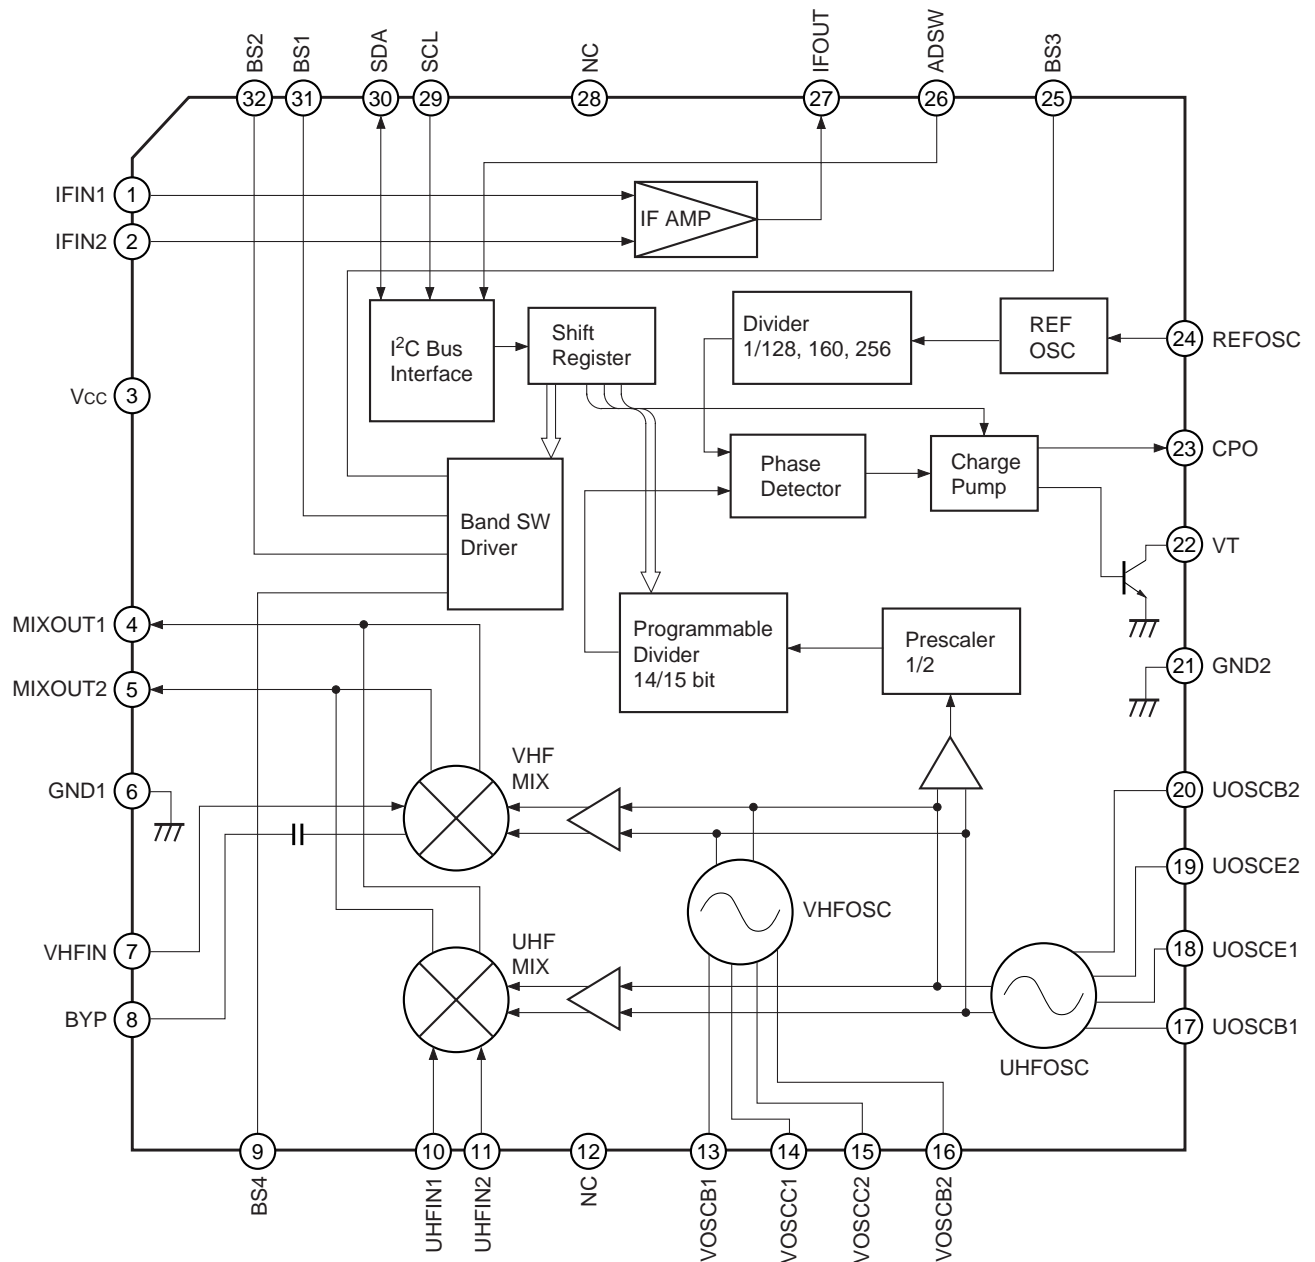 BS2
BS1
SDA
SCL
NC
IFOUT
ADSW
BS3
32
31
30
29
28
27
26
25
IFIN1
1
IFIN2
2
IF AMP
I²C Bus
Interface
Shift
Register
Divider
1/128, 160, 256
REF
OSC
24
REFOSC
Vcc
3
Phase
Detector
Charge
Pump
23
CPO
Band SW
Driver
22
VT
MIXOUT1
4
Programmable
Divider
14/15 bit
Prescaler
1/2
21
GND2
MIXOUT2
5
GND1
6
VHF
MIX
20
UOSCB2
19
UOSCE2
VHFOSC
VHFIN
7
UHF
MIX
18
UOSCE1
BYP
8
17
UOSCB1
UHFOSC
9
10
11
12
13
14
15
16
BS4
UHFIN1
UHFIN2
NC
VOSCB1
VOSCC1
VOSCC2
VOSCB2